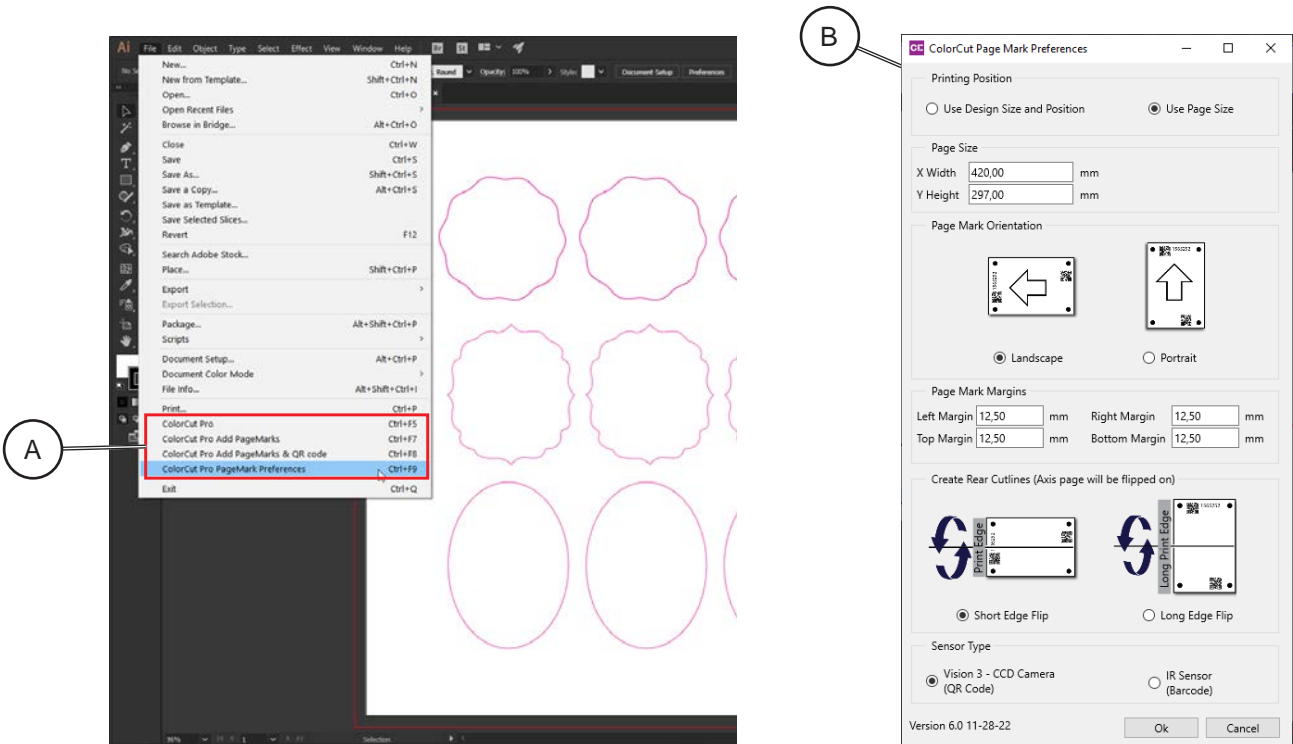 A
B
Ai File Edit Object Type Select Effect View Window Help Br St
Round Opacity: 100% Style: Document Setup Preferences
New... Ctrl+N
New from Template... Shift+Ctrl+N
Open... Ctrl+O
Open Recent Files
Browse in Bridge... Alt+Ctrl+O
Close Ctrl+W
Save Ctrl+S
Save As... Shift+Ctrl+S
Save a Copy... Alt+Ctrl+S
Save as Template...
Save Selected Slices...
Revert F12
Search Adobe Stock...
Place... Shift+Ctrl+P
Export
Export Selection...
Package... Alt+Shift+Ctrl+P
Scripts
Document Setup... Alt+Ctrl+P
Document Color Mode
File Info... Alt+Shift+Ctrl+I
Print... Ctrl+P
ColorCut Pro Ctrl+F5
ColorCut Pro Add PageMarks Ctrl+F7
ColorCut Pro Add PageMarks & QR code Ctrl+F8
ColorCut Pro PageMark Preferences Ctrl+F9
Exit Ctrl+Q
96% 1 Selection
CC ColorCut Page Mark Preferences
Printing Position
Use Design Size and Position Use Page Size
Page Size
X Width 420,00 mm
Y Height 297,00 mm
Page Mark Orientation
Landscape Portrait
Page Mark Margins
Left Margin 12,50 mm Right Margin 12,50 mm
Top Margin 12,50 mm Bottom Margin 12,50 mm
Create Rear Cutlines (Axis page will be flipped on)
Print Edge
Long Print Edge
Short Edge Flip Long Edge Flip
Sensor Type
Vision 3 - CCD Camera IR Sensor
(QR Code) (Barcode)
Version 6.0 11-28-22 Ok Cancel